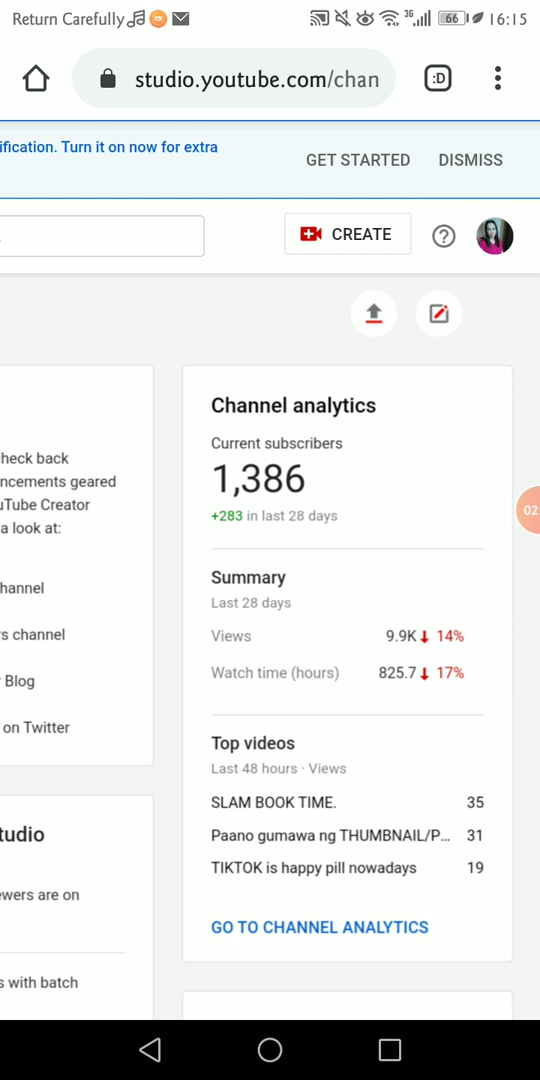 Return Carefully
3G 66 16:15
studio.youtube.com/chan :D
ification. Turn it on now for extra
GET STARTED DISMISS
CREATE
Channel analytics
Current subscribers
1,386
+283 in last 28 days
Summary
Last 28 days
Views 9.9K 14%
Watch time (hours) 825.7 17%
Top videos
Last 48 hours · Views
SLAM BOOK TIME. 35
Paano gumawa ng THUMBNAIL/P... 31
TIKTOK is happy pill nowadays 19
GO TO CHANNEL ANALYTICS
heck back
ncements geared
uTube Creator
a look at:
hannel
rs channel
Blog
on Twitter
tudio
ewers are on
s with batch
02